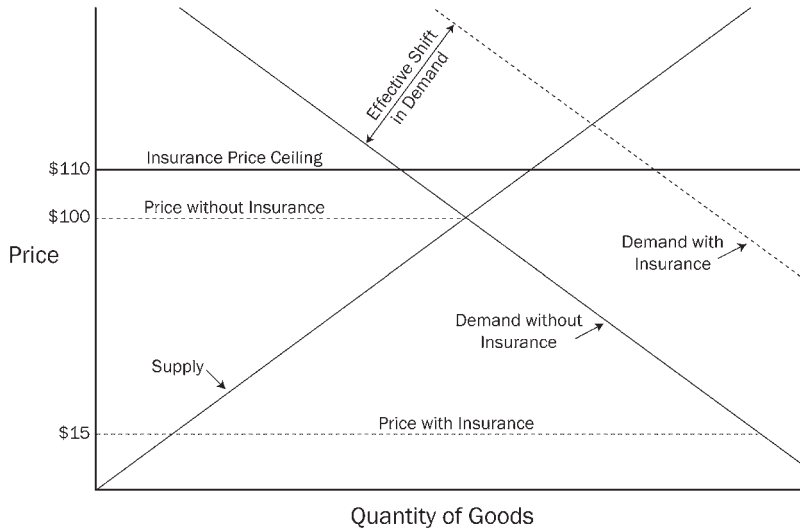 Effective Shift
in Demand
Insurance Price Ceiling
$110
Price without Insurance
$100
Price
Demand with
Insurance
Demand without
Insurance
Supply
Price with Insurance
$15
Quantity of Goods